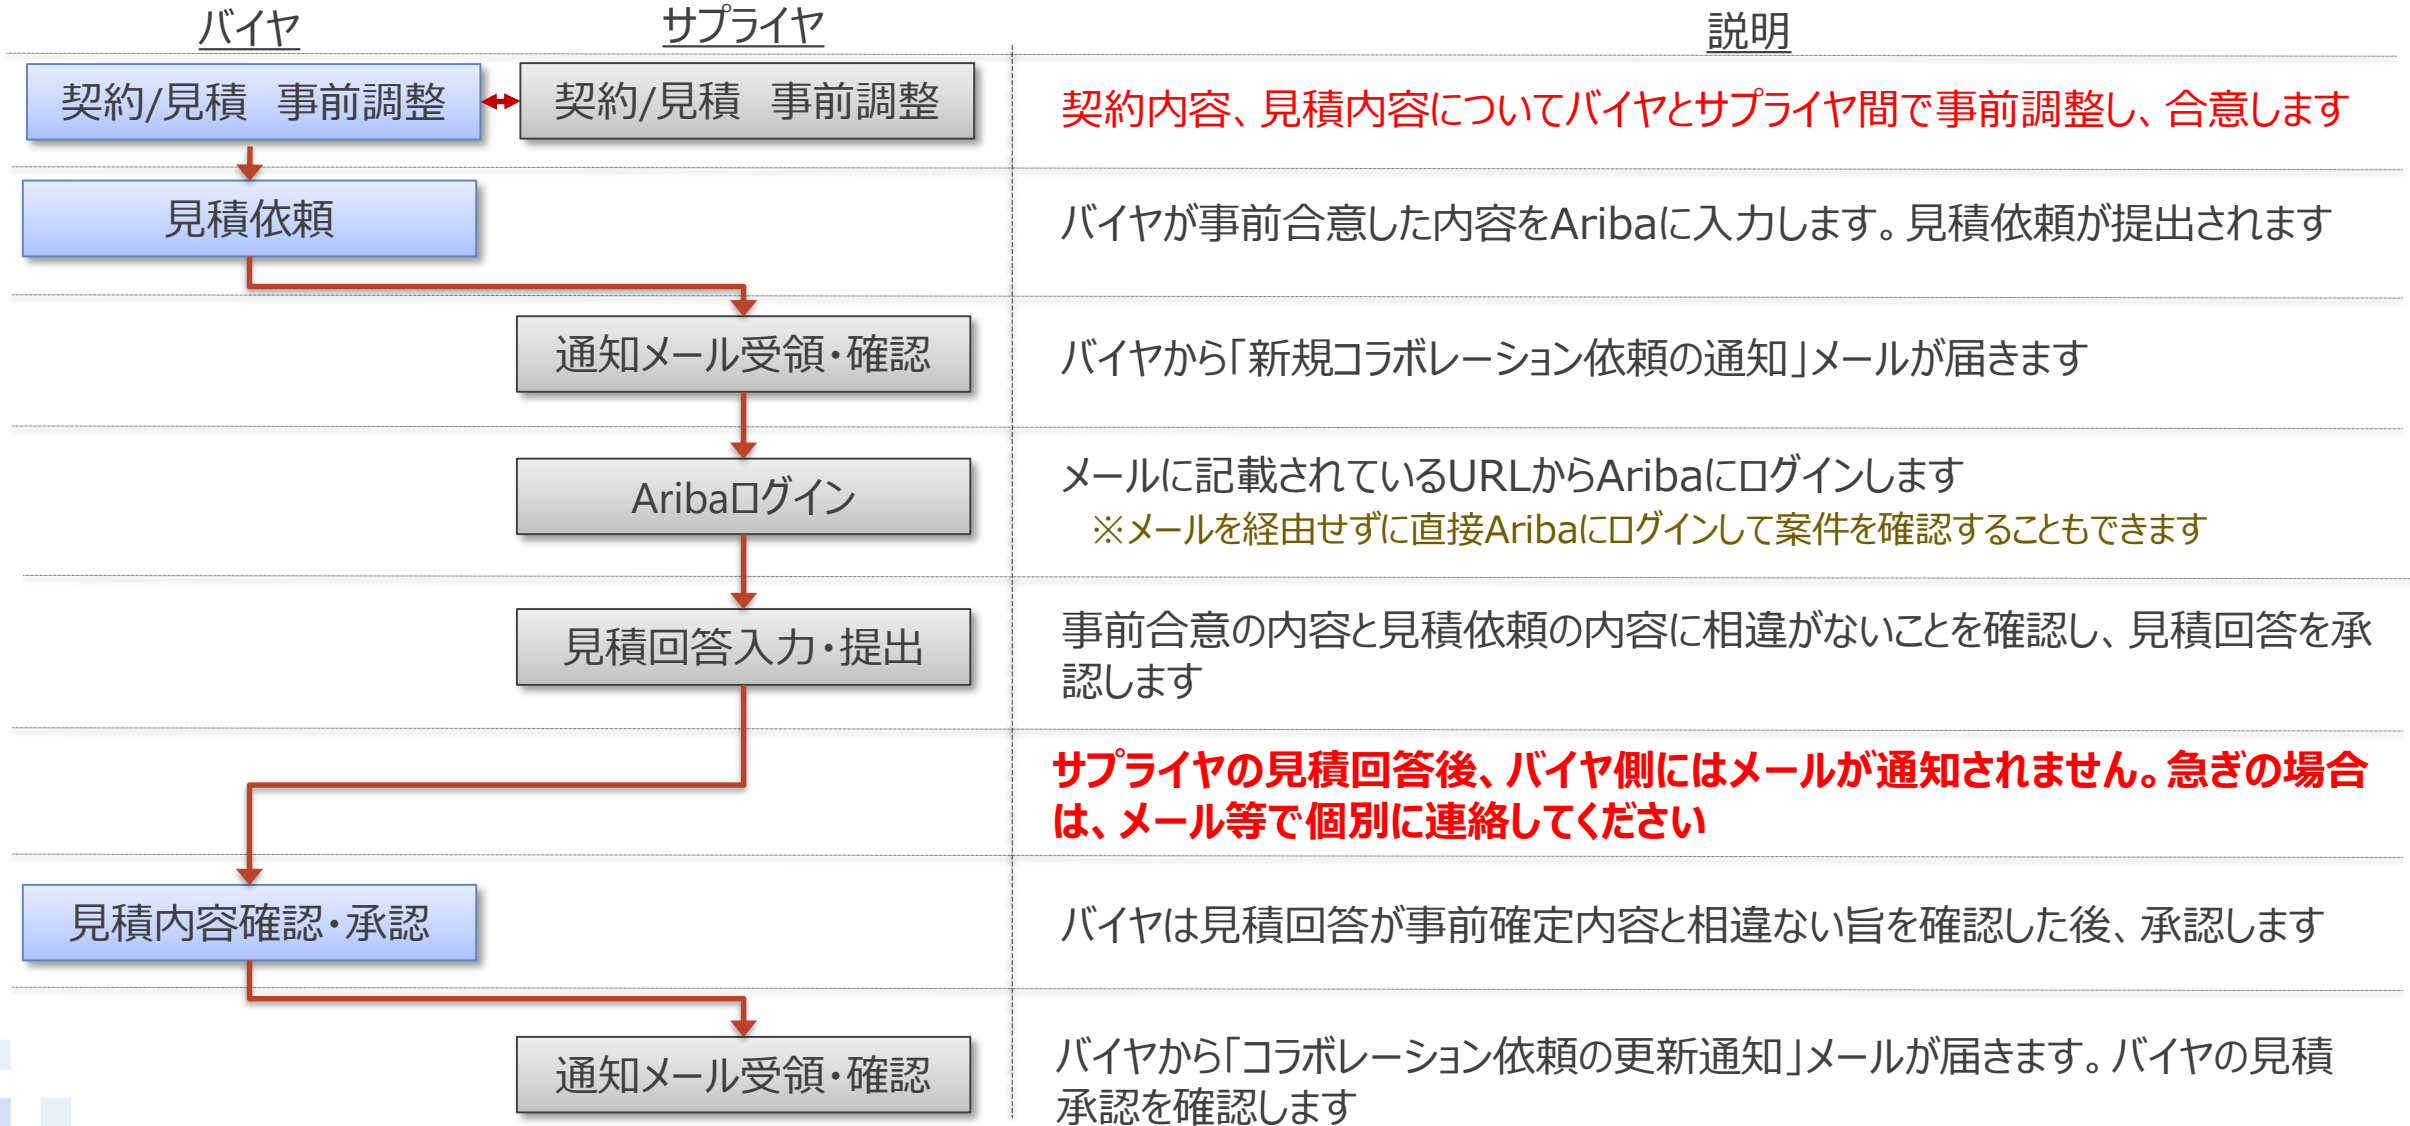 バイヤ
サプライヤ
説明
契約/見積　事前調整
契約/見積　事前調整
契約内容、見積内容についてバイヤとサプライヤ間で事前調整し、合意します
見積依頼
バイヤが事前合意した内容をAribaに入力します。見積依頼が提出されます
通知メール受領・確認
バイヤから「新規コラボレーション依頼の通知」メールが届きます
Aribaログイン
メールに記載されているURLからAribaにログインします
※メールを経由せずに直接Aribaにログインして案件を確認することもできます
見積回答入力・提出
事前合意の内容と見積依頼の内容に相違がないことを確認し、見積回答を承
認します
サプライヤの見積回答後、バイヤ側にはメールが通知されません。急ぎの場合
は、メール等で個別に連絡してください
見積内容確認・承認
バイヤは見積回答が事前確定内容と相違ない旨を確認した後、承認します
通知メール受領・確認
バイヤから「コラボレーション依頼の更新通知」メールが届きます。バイヤの見積
承認を確認します